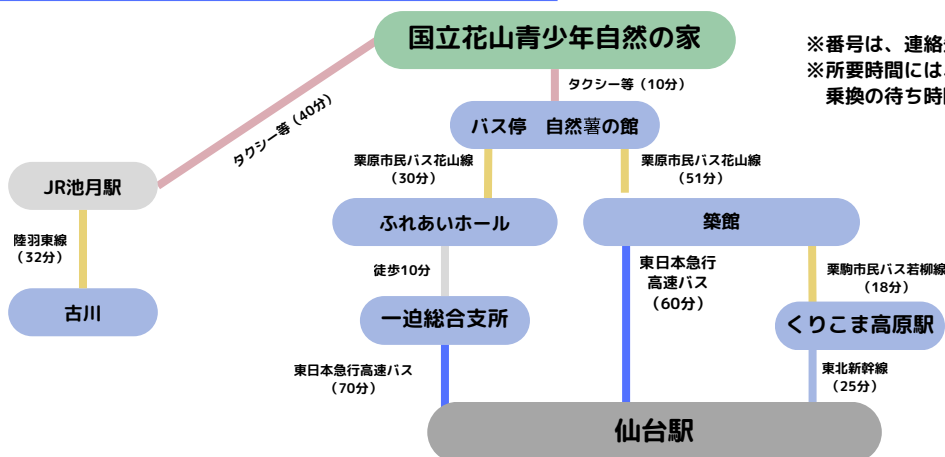 国立花山青少年自然の家
※番号は、連絡
※所要時間には、
乗換の待ち時間
タクシー等（10分）
タクシー等（40分）
バス停　自然薯の館
栗原市民バス花山線
（30分）
栗原市民バス花山線
（51分）
JR池月駅
ふれあいホール
築館
陸羽東線
（32分）
徒歩10分
東日本急行
高速バス
（60分）
栗駒市民バス若柳線
（18分）
古川
一迫総合支所
くりこま高原駅
東日本急行高速バス
（70分）
東北新幹線
（25分）
仙台駅